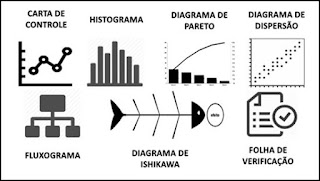 CARTA DE
CONTROLE
HISTOGRAMA
DIAGRAMA DE
PARETO
DIAGRAMA DE
DISPERSÃO
FLUXOGRAMA
DIAGRAMA DE
ISHIKAWA
FOLHA DE
VERIFICAÇÃO